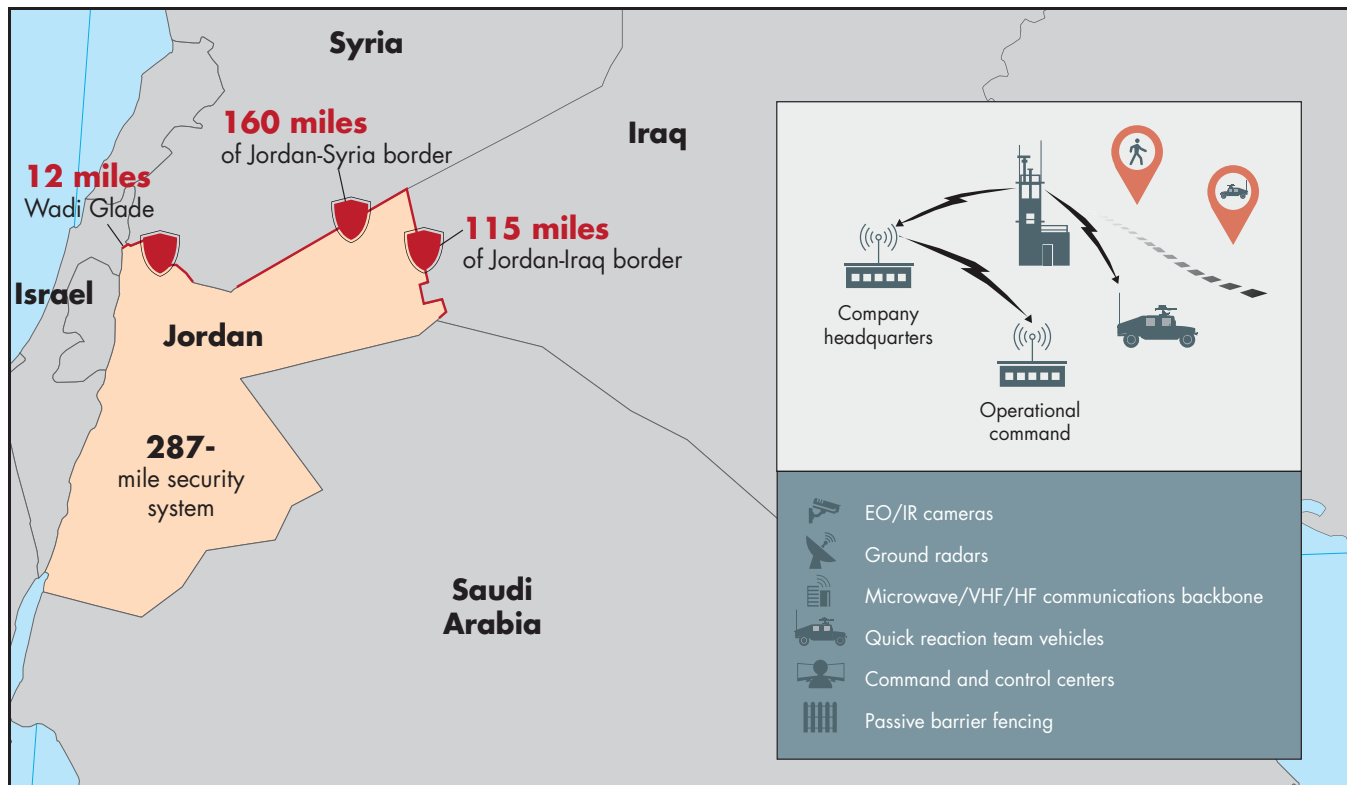 Syria
160 miles
of Jordan-Syria border
Iraq
12 miles
Wadi Glade
115 miles
of Jordan-Iraq border
Israel
Jordan
287-
mile security
system
Saudi
Arabia
Company
headquarters
Operational
command
EO/IR cameras
Ground radars
Microwave/VHF/HF communications backbone
Quick reaction team vehicles
Command and control centers
Passive barrier fencing